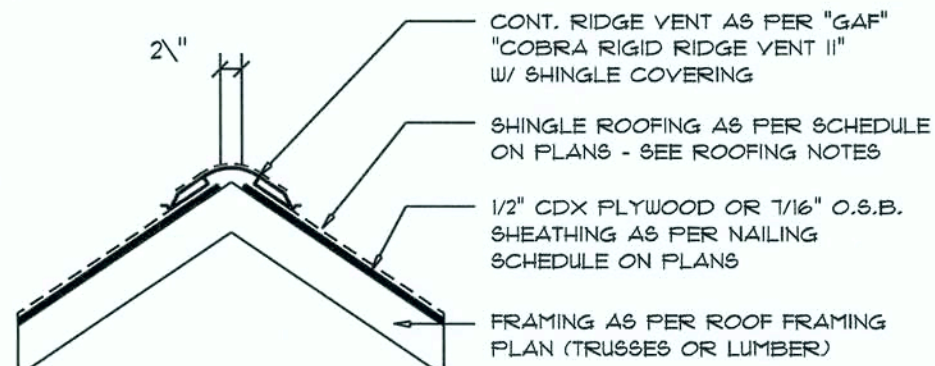 2\"
CONT. RIDGE VENT AS PER "GAF"
"COBRA RIGID RIDGE VENT II"
W/ SHINGLE COVERING
SHINGLE ROOFING AS PER SCHEDULE
ON PLANS - SEE ROOFING NOTES
1/2" CDX PLYWOOD OR 7/16" O.S.B.
SHEATHING AS PER NAILING
SCHEDULE ON PLANS
FRAMING AS PER ROOF FRAMING
PLAN (TRUSSES OR LUMBER)